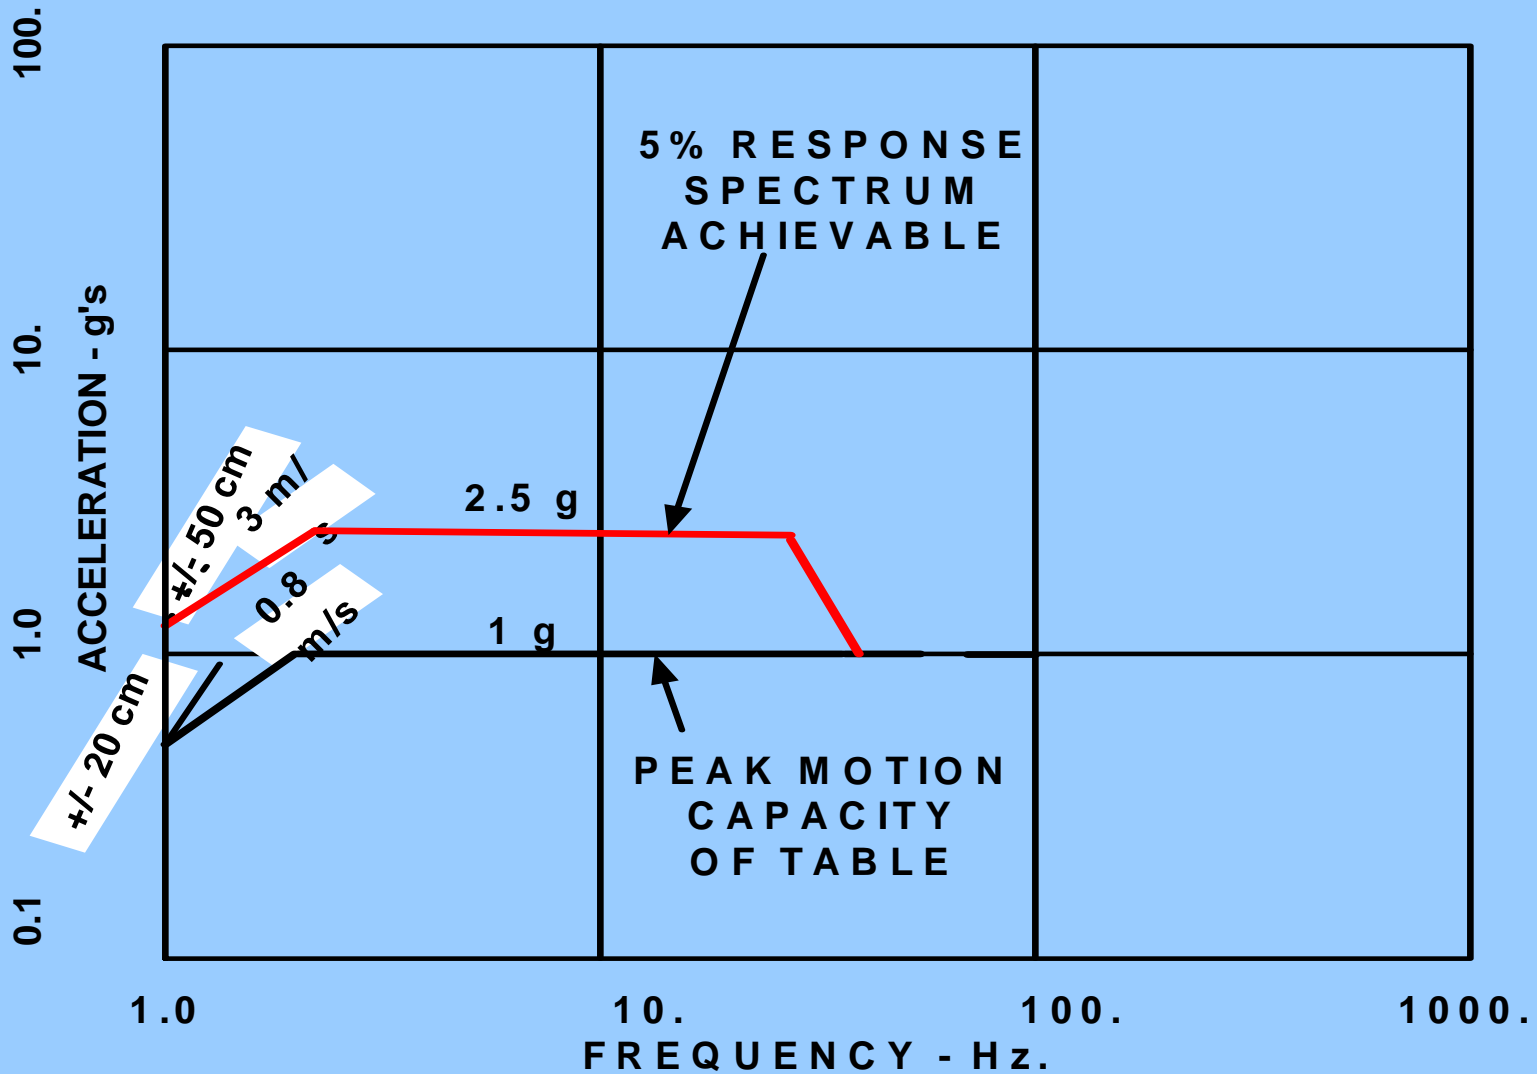 100.
10.
1.0
0.1
ACCELERATION - g's
5% RESPONSE
SPECTRUM
ACHIEVABLE
+/- 50 cm
3 m/
s
2.5 g
0.8
m/s
1 g
+/- 20 cm
PEAK MOTION
CAPACITY
OF TABLE
1.0
10.
100.
1000.
FREQUENCY - Hz.